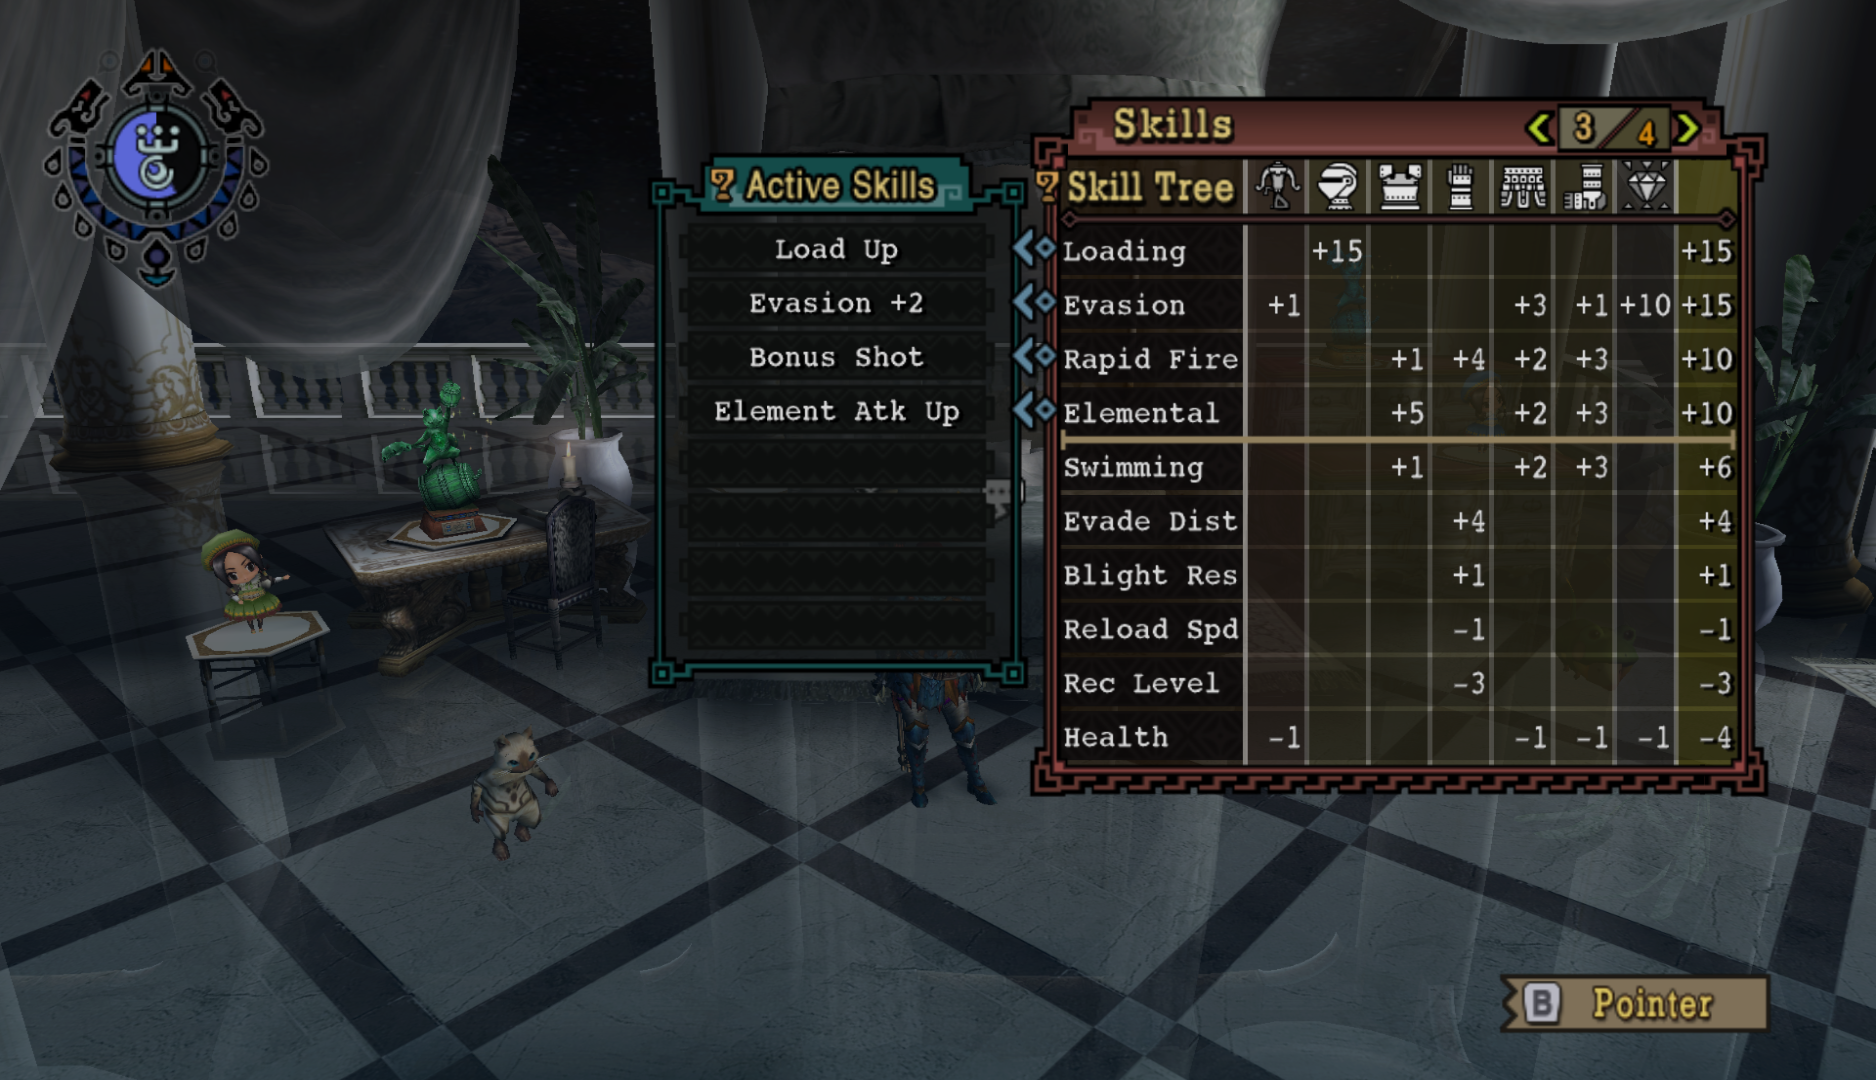 Skills
3 / 4
? Active Skills
Load Up
Evasion +2
Bonus Shot
Element Atk Up
? Skill Tree
Loading +15 +15
Evasion +1 +3 +1 +10 +15
Rapid Fire +1 +4 +2 +3 +10
Elemental +5 +2 +3 +10
Swimming +1 +2 +3 +6
Evade Dist +4 +4
Blight Res +1 +1
Reload Spd -1 -1
Rec Level -3 -3
Health -1 -1 -1 -1 -4
B Pointer